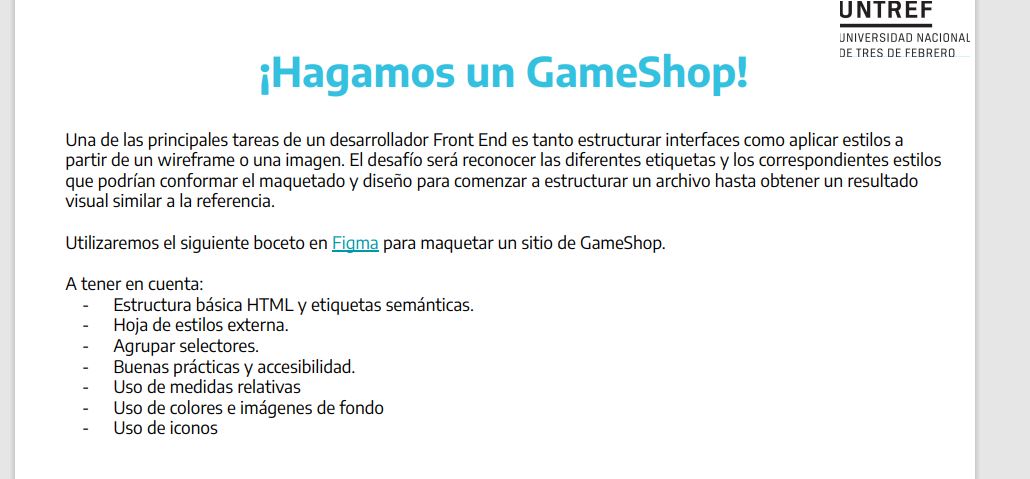 UNTREF
UNIVERSIDAD NACIONAL
DE TRES DE FEBRERO
¡Hagamos un GameShop!
Una de las principales tareas de un desarrollador Front End es tanto estructurar interfaces como aplicar estilos a
partir de un wireframe o una imagen. El desafío será reconocer las diferentes etiquetas y los correspondientes estilos
que podrían conformar el maquetado y diseño para comenzar a estructurar un archivo hasta obtener un resultado
visual similar a la referencia.
Utilizaremos el siguiente boceto en Figma para maquetar un sitio de GameShop.
A tener en cuenta:
- Estructura básica HTML y etiquetas semánticas.
- Hoja de estilos externa.
- Agrupar selectores.
- Buenas prácticas y accesibilidad.
- Uso de medidas relativas
- Uso de colores e imágenes de fondo
- Uso de iconos